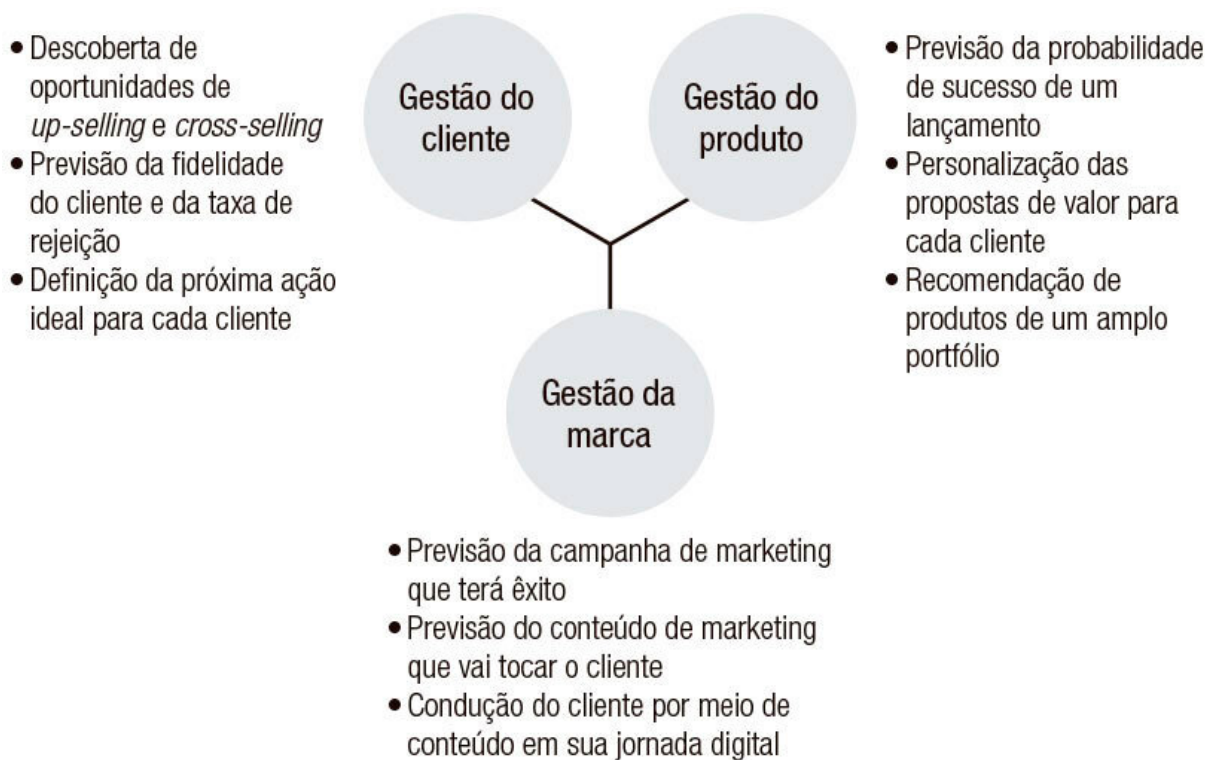 • Descoberta de
oportunidades de
up-selling e cross-selling
• Previsão da fidelidade
do cliente e da taxa de
rejeição
• Definição da próxima ação
ideal para cada cliente
Gestão do
cliente
Gestão do
produto
• Previsão da probabilidade
de sucesso de um
lançamento
• Personalização das
propostas de valor para
cada cliente
• Recomendação de
produtos de um amplo
portfólio
Gestão da
marca
• Previsão da campanha de marketing
que terá êxito
• Previsão do conteúdo de marketing
que vai tocar o cliente
• Condução do cliente por meio de
conteúdo em sua jornada digital